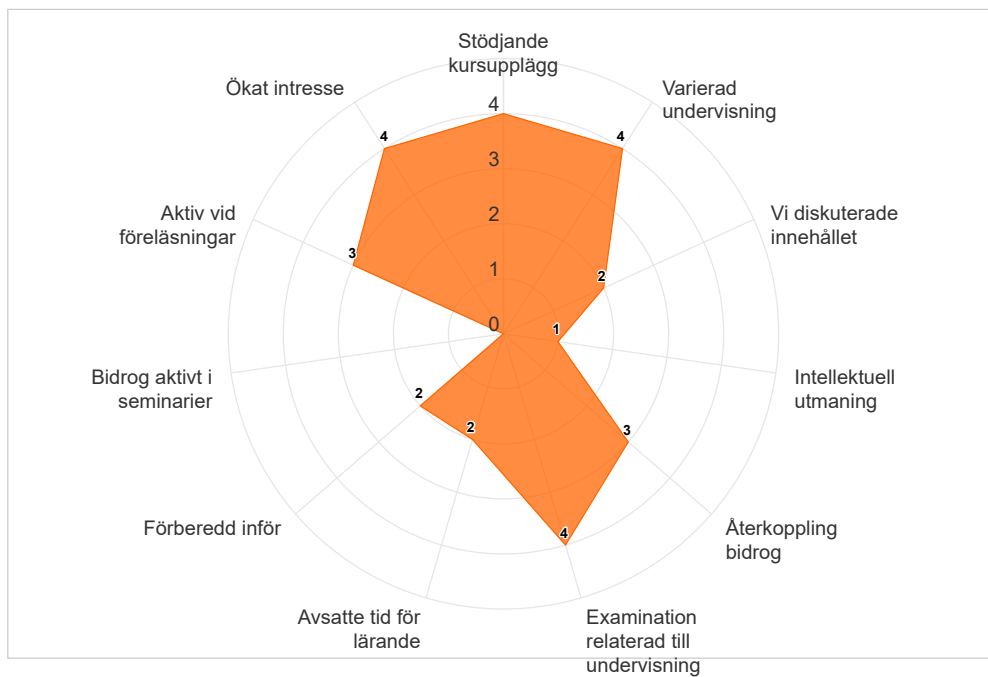 Stödjande
kursupplägg
Ökat intresse
Varierad
undervisning
4
4
4
3
2
1
0
Aktiv vid
föreläsningar
3
Vi diskuterade
innehållet
2
1
Bidrog aktivt i
seminarier
Intellektuell
utmaning
2
2
3
Förberedd inför
Återkoppling
bidrog
4
Avsatte tid för
lärande
Examination
relaterad till
undervisning